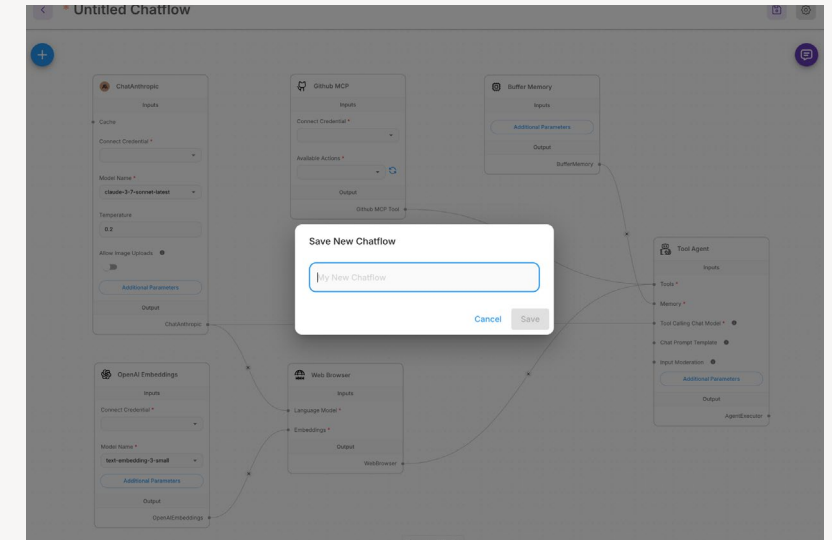 * Untitled Chatflow
ChatAnthropic
Inputs
Cache
Connect Credential *
Model Name *
claude-3-7-sonnet-latest
Temperature
0.2
Allow Image Uploads
Additional Parameters
Output
ChatAnthropic
Github MCP
Inputs
Connect Credential *
Available Actions *
Output
Github MCP Tool
Buffer Memory
Inputs
Additional Parameters
Output
BufferMemory
Save New Chatflow
My New Chatflow
Cancel
Save
Tool Agent
Inputs
Tools *
Memory *
Tool Calling Chat Model *
Chat Prompt Template
Input Moderation
Additional Parameters
Output
AgentExecutor
OpenAI Embeddings
Inputs
Connect Credential *
Model Name *
text-embedding-3-small
Additional Parameters
Output
OpenAIEmbeddings
Web Browser
Inputs
Language Model *
Embeddings *
Output
WebBrowser